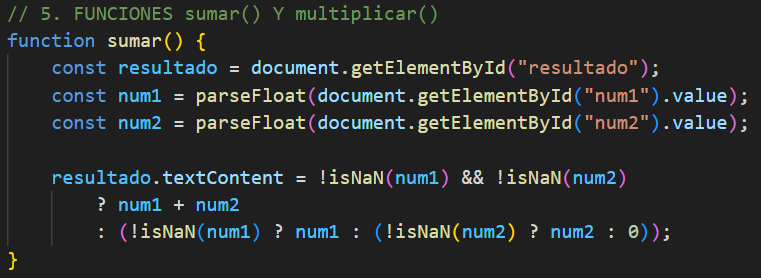 // 5. FUNCIONES sumar() Y multiplicar()
function sumar() {
    const resultado = document.getElementById("resultado");
    const num1 = parseFloat(document.getElementById("num1").value);
    const num2 = parseFloat(document.getElementById("num2").value);

    resultado.textContent = !isNaN(num1) && !isNaN(num2)
        ? num1 + num2
        : (!isNaN(num1) ? num1 : (!isNaN(num2) ? num2 : 0));
}